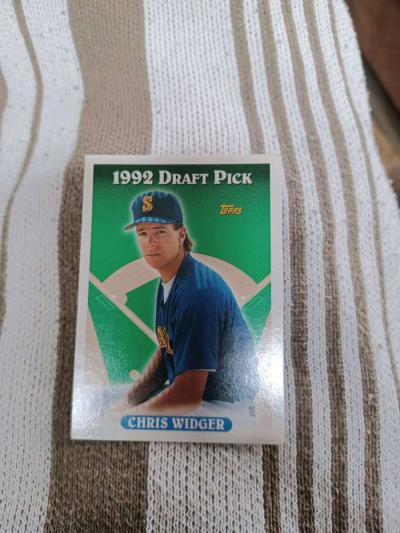 1992 DRAFT PICK
TOPPS
S
CHRIS WIDGER